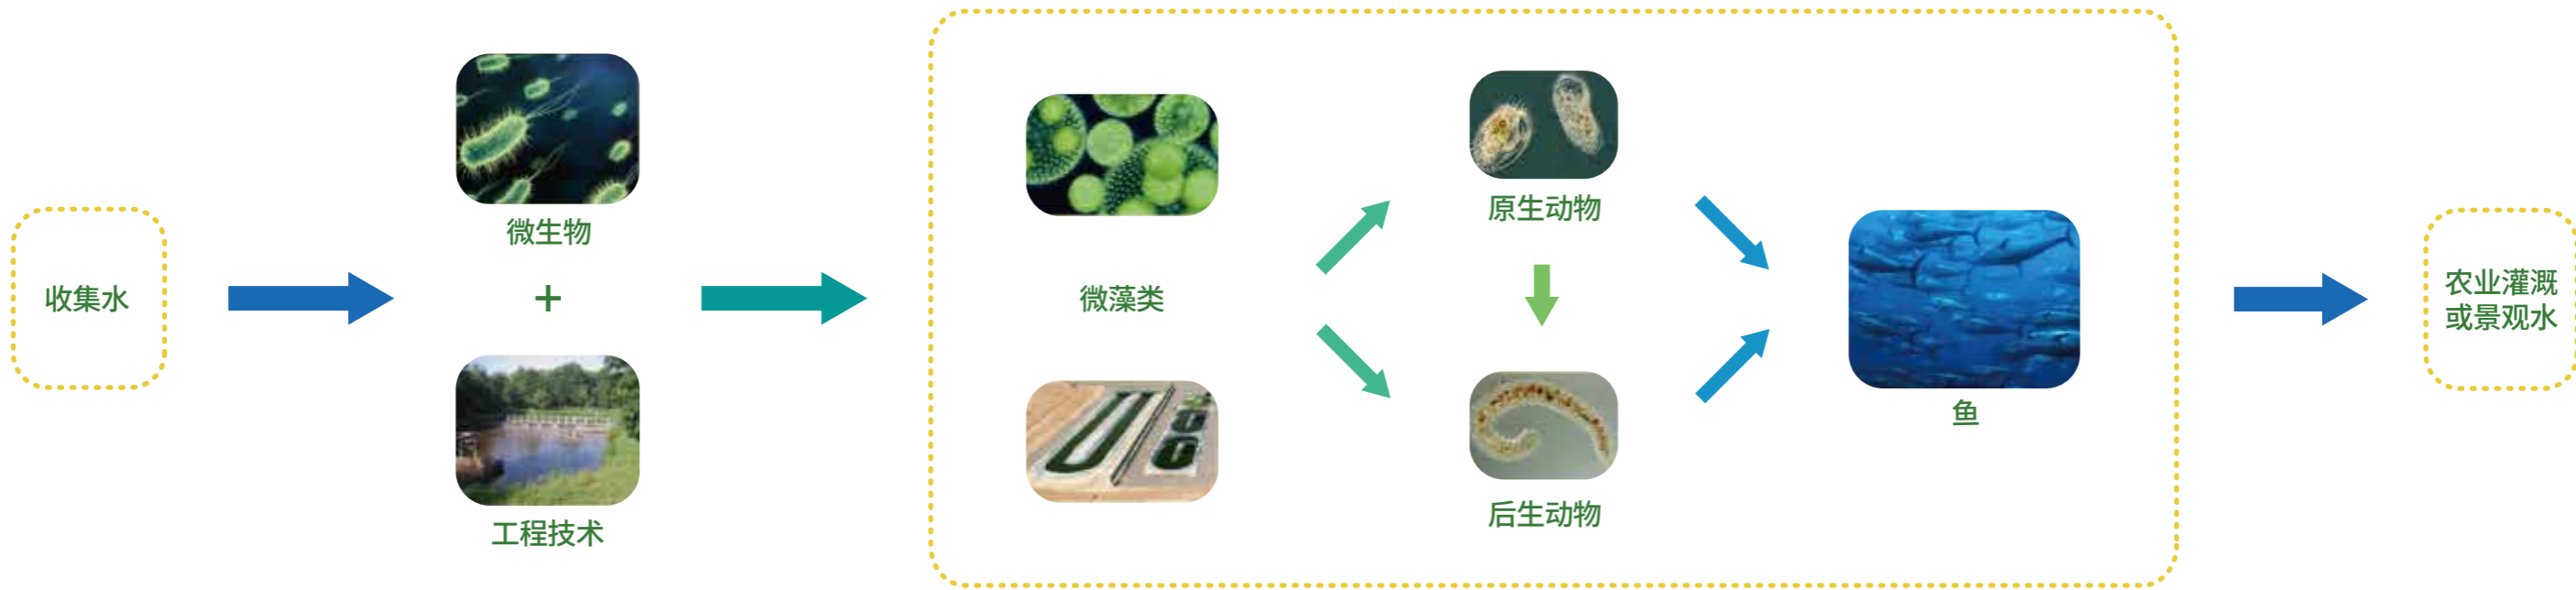 收集水
微生物
+
工程技术
微藻类
原生动物
后生动物
鱼
农业灌溉
或景观水